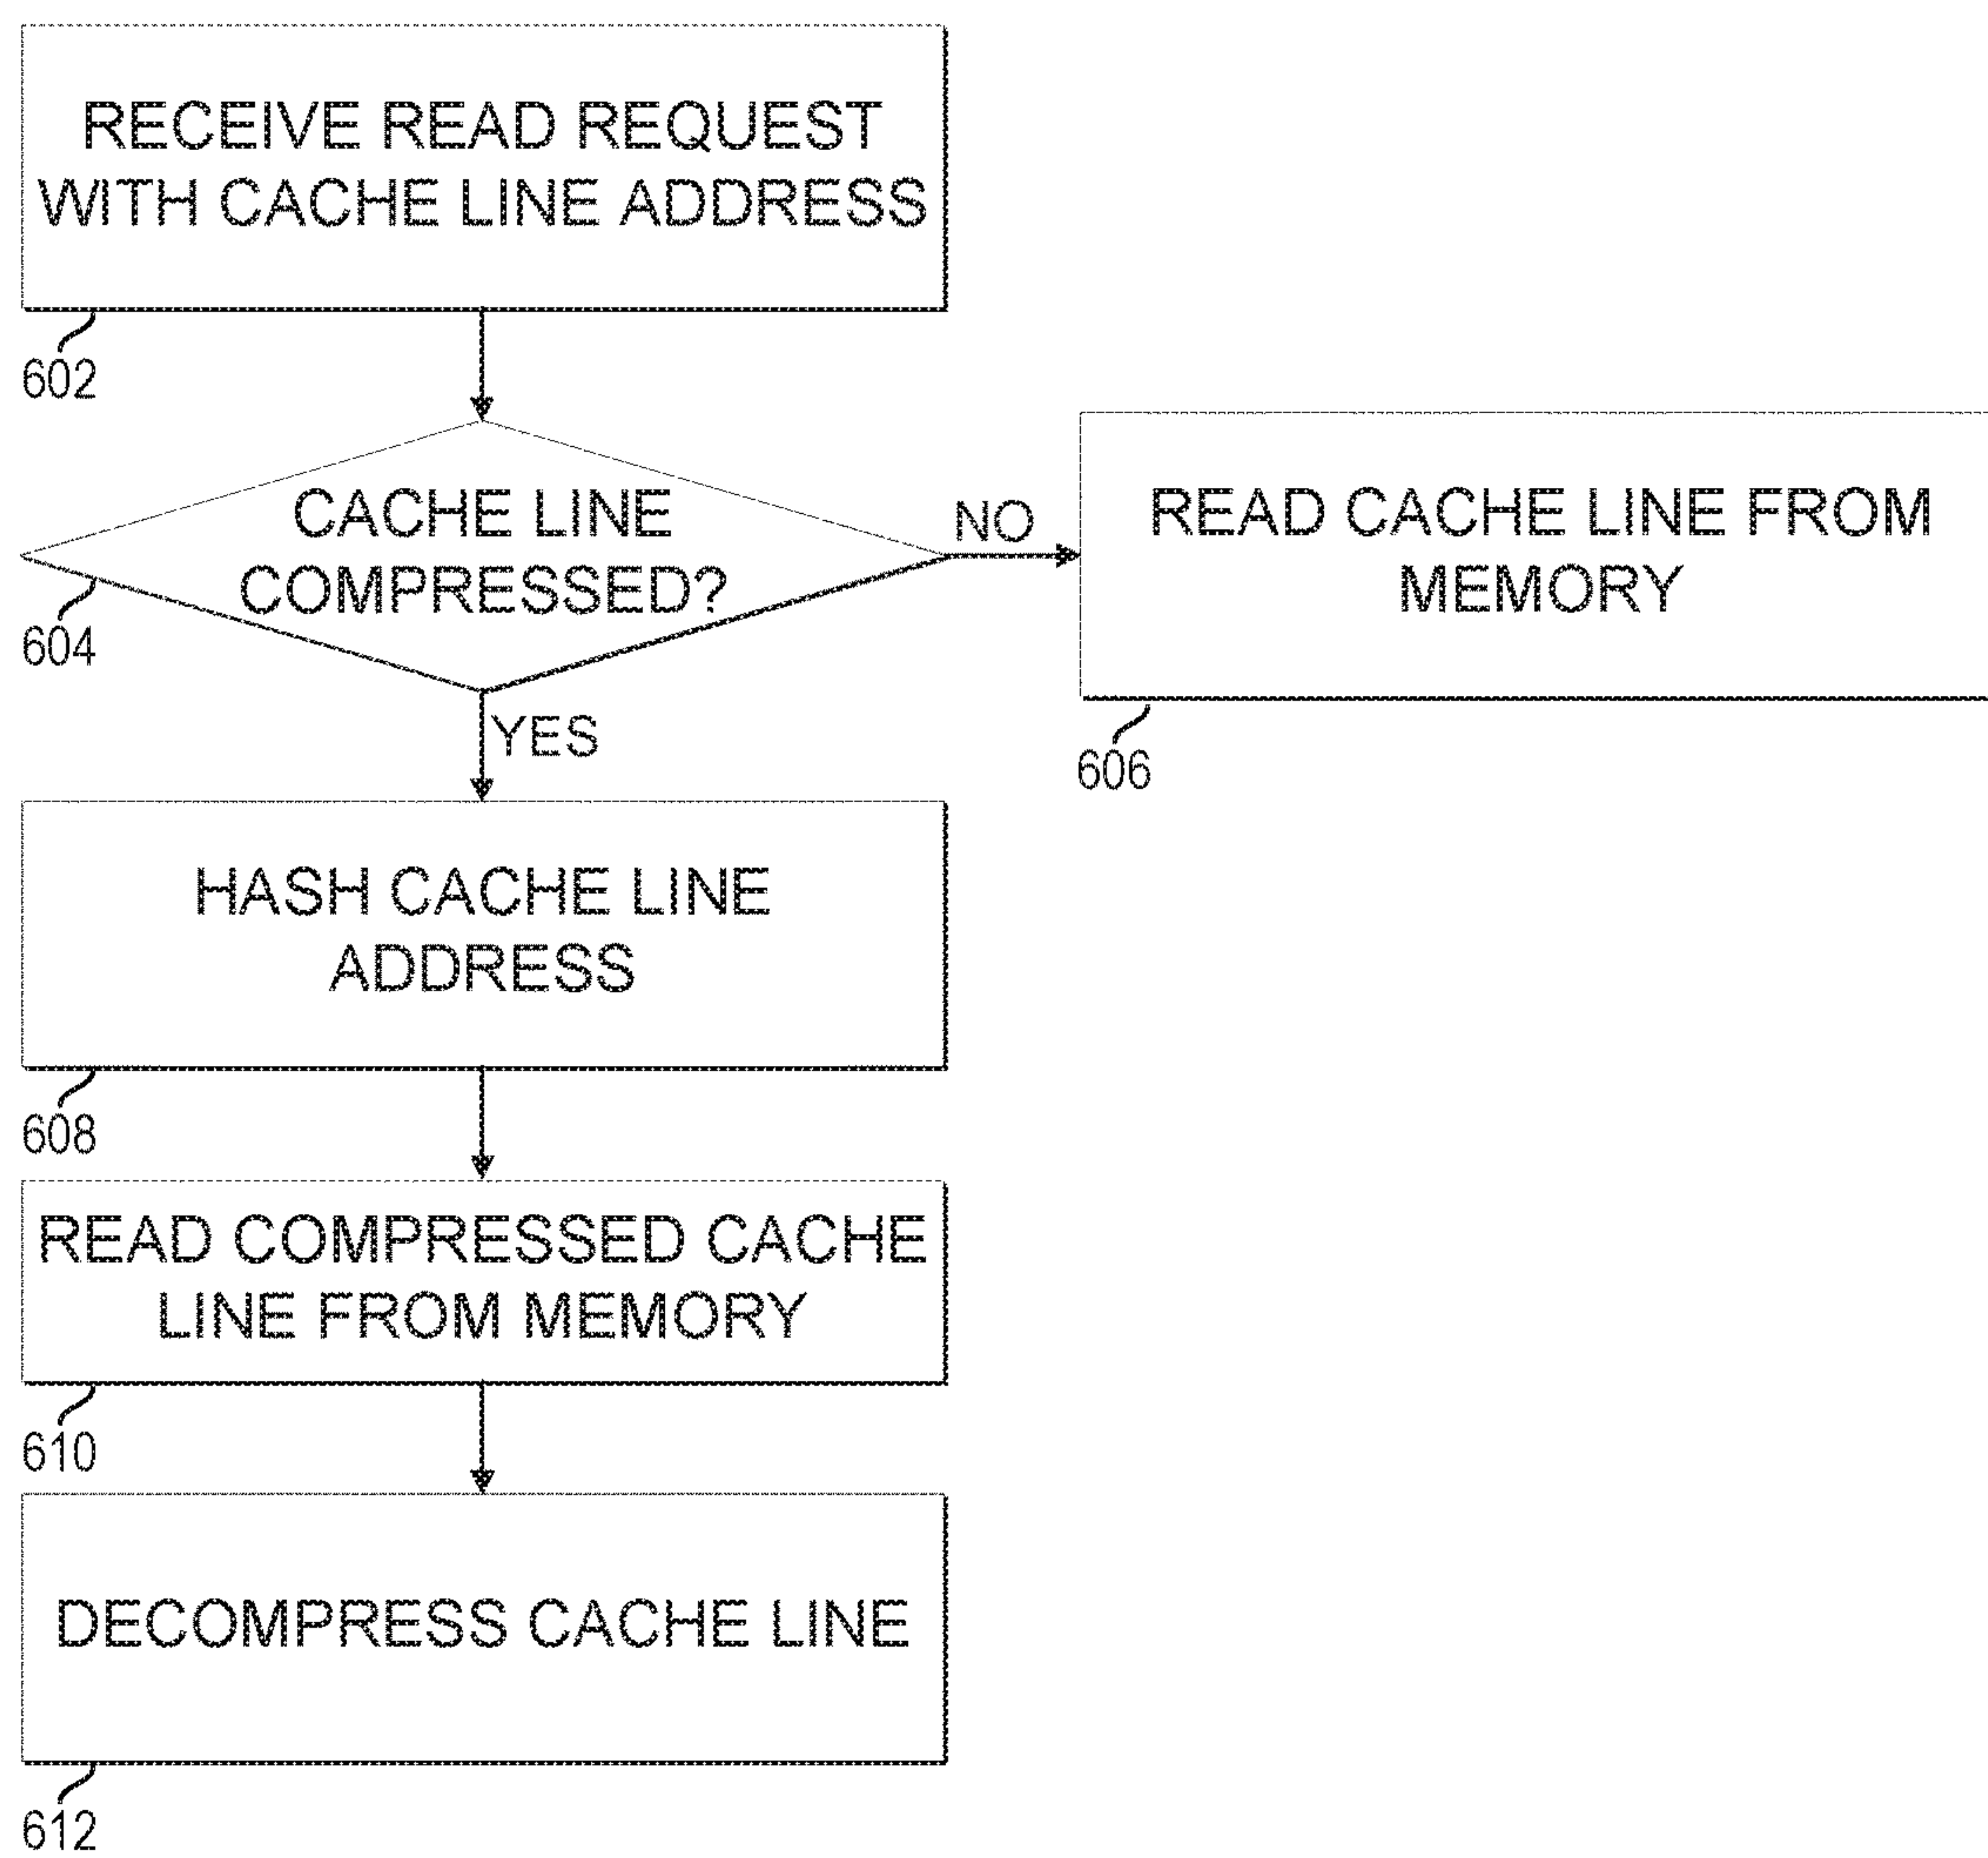 RECEIVE READ REQUEST
WITH CACHE LINE ADDRESS
602
CACHE LINE
COMPRESSED?
604
NO
READ CACHE LINE FROM
MEMORY
606
YES
HASH CACHE LINE
ADDRESS
608
READ COMPRESSED CACHE
LINE FROM MEMORY
610
DECOMPRESS CACHE LINE
612